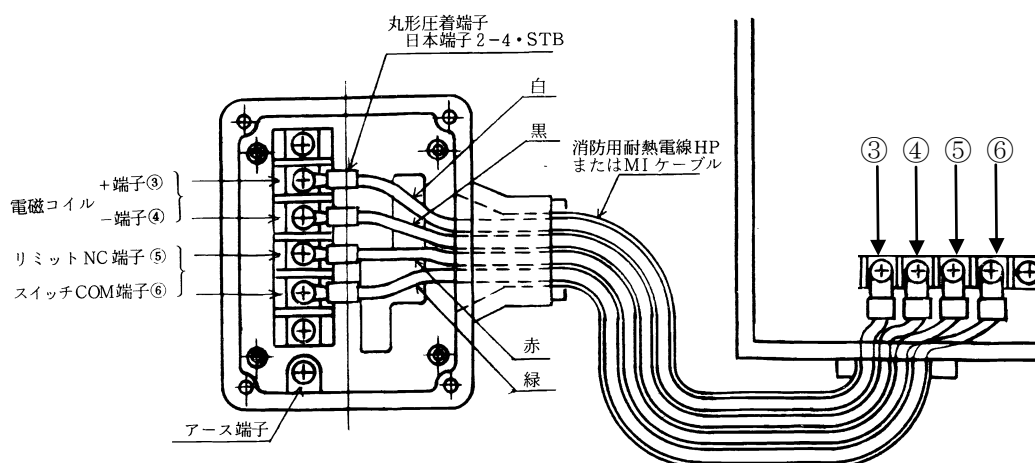 丸形圧着端子
日本端子2-4・STB
白
黒
消防用耐熱電線HP
またはMIケーブル
③ ④ ⑤ ⑥
+端子③
電磁コイル
-端子④
リミットNC端子⑤
スイッチCOM端子⑥
赤
緑
アース端子